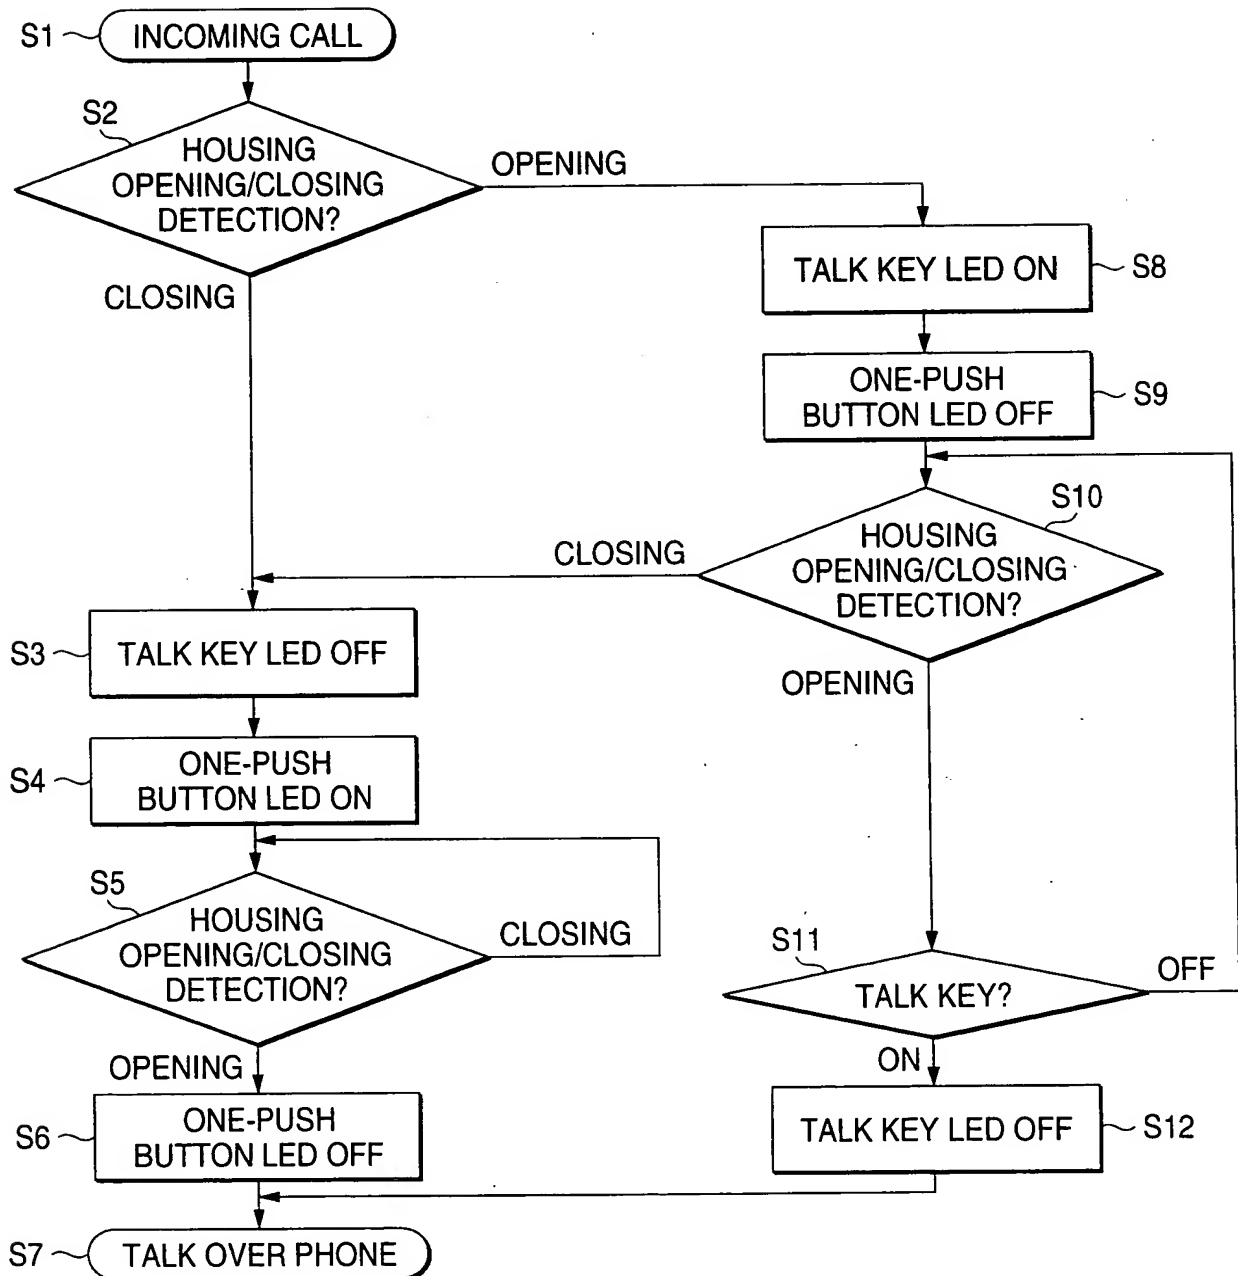 S1
INCOMING CALL
S2
HOUSING
OPENING/CLOSING
DETECTION?
OPENING
CLOSING
TALK KEY LED ON
S8
ONE-PUSH
BUTTON LED OFF
S9
S10
HOUSING
OPENING/CLOSING
DETECTION?
CLOSING
OPENING
S3
TALK KEY LED OFF
S4
ONE-PUSH
BUTTON LED ON
S5
HOUSING
OPENING/CLOSING
DETECTION?
CLOSING
OPENING
S11
TALK KEY?
OFF
ON
S6
ONE-PUSH
BUTTON LED OFF
TALK KEY LED OFF
S12
S7
TALK OVER PHONE